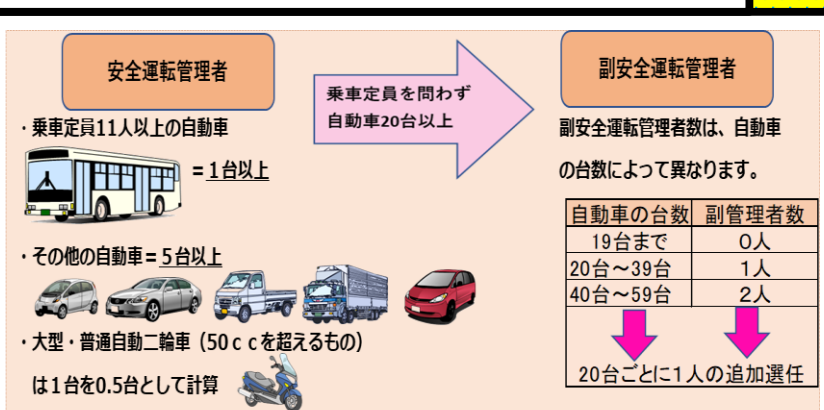 安全運転管理者
・乗車定員11人以上の自動車
＝1台以上
・その他の自動車＝5台以上
・大型・普通自動二輪車（50ｃｃを超えるもの）
は1台を0.5台として計算
乗車定員を問わず
自動車20台以上
副安全運転管理者
副安全運転管理者数は、自動車
の台数によって異なります。
自動車の台数 副管理者数
19台まで 0人
20台～39台 1人
40台～59台 2人
20台ごとに1人の追加選任